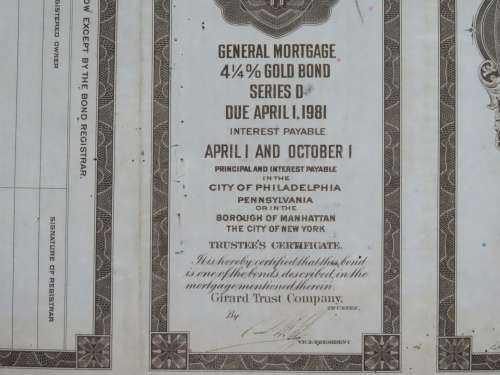 OW EXCEPT BY THE BOND REGISTRAR.
REGISTERED OWNER
SIGNATURE OF REGISTRAR
GENERAL MORTGAGE
4¼% GOLD BOND
SERIES D
DUE APRIL 1, 1981
INTEREST PAYABLE
APRIL 1 AND OCTOBER 1
PRINCIPAL AND INTEREST PAYABLE
IN THE
CITY OF PHILADELPHIA
PENNSYLVANIA
OR IN THE
BOROUGH OF MANHATTAN
THE CITY OF NEW YORK
TRUSTEE'S CERTIFICATE.
It is hereby certified that this bond
is one of the bonds described, in the
mortgage mentioned therein.
Girard Trust Company,
TRUSTEE,
By
VICE-PRESIDENT